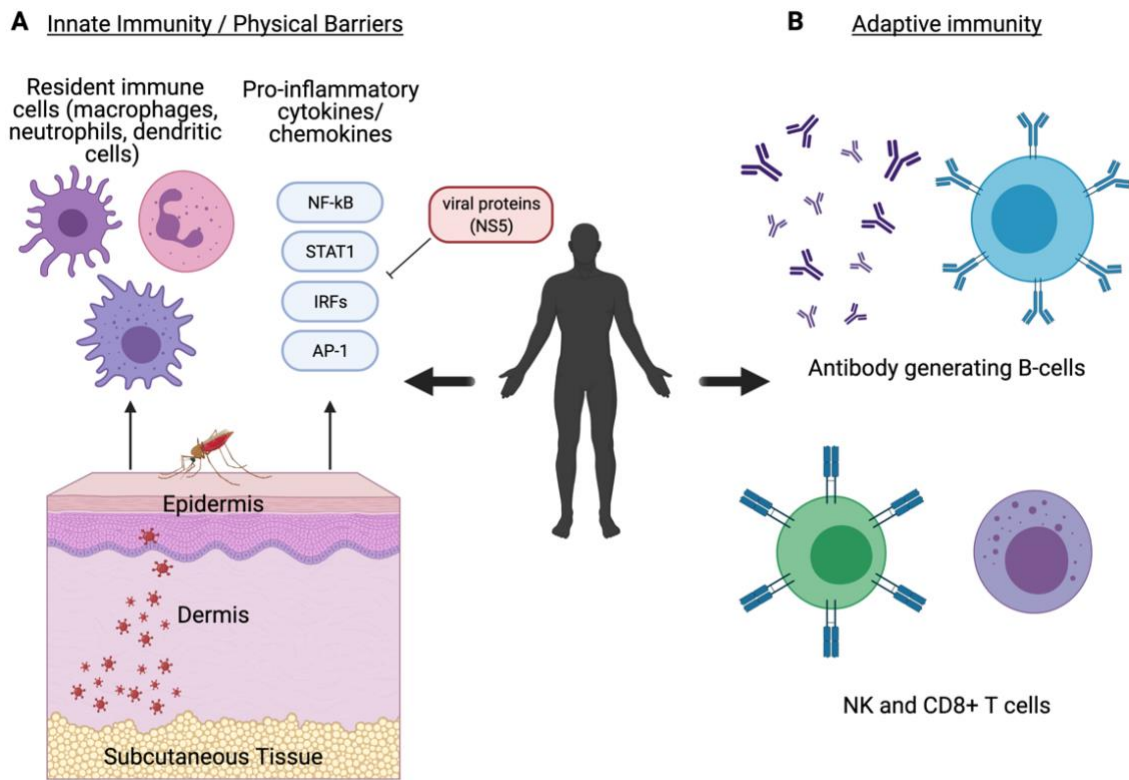 A Innate Immunity / Physical Barriers
Resident immune
cells (macrophages,
neutrophils, dendritic
cells)
Pro-inflammatory
cytokines/
chemokines
NF-kB
STAT1
IRFs
AP-1
viral proteins
(NS5)
Epidermis
Dermis
Subcutaneous Tissue
B Adaptive immunity
Antibody generating B-cells
NK and CD8+ T cells